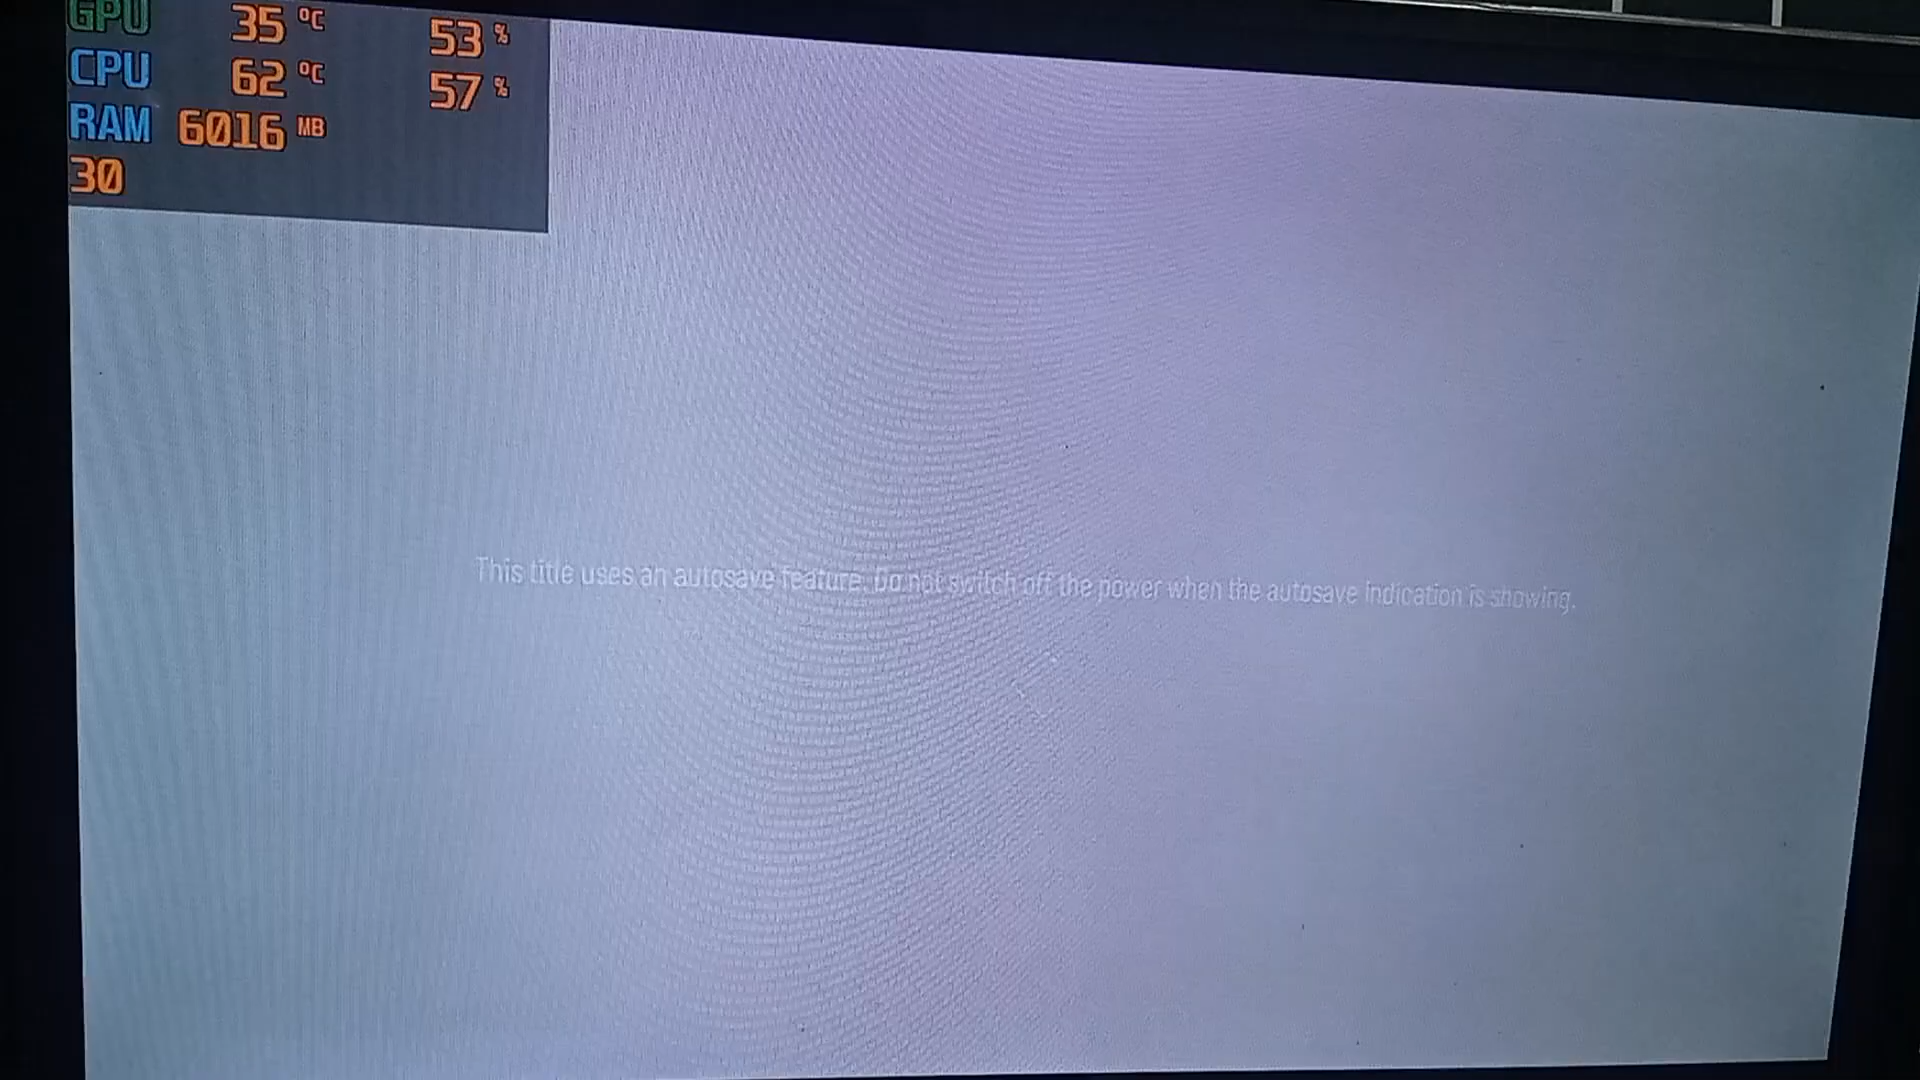 GPU 35 °C 53 %
CPU 62 °C 57 %
RAM 6016 MB
30
This title uses an autosave feature. Do not switch off the power when the autosave indication is showing.